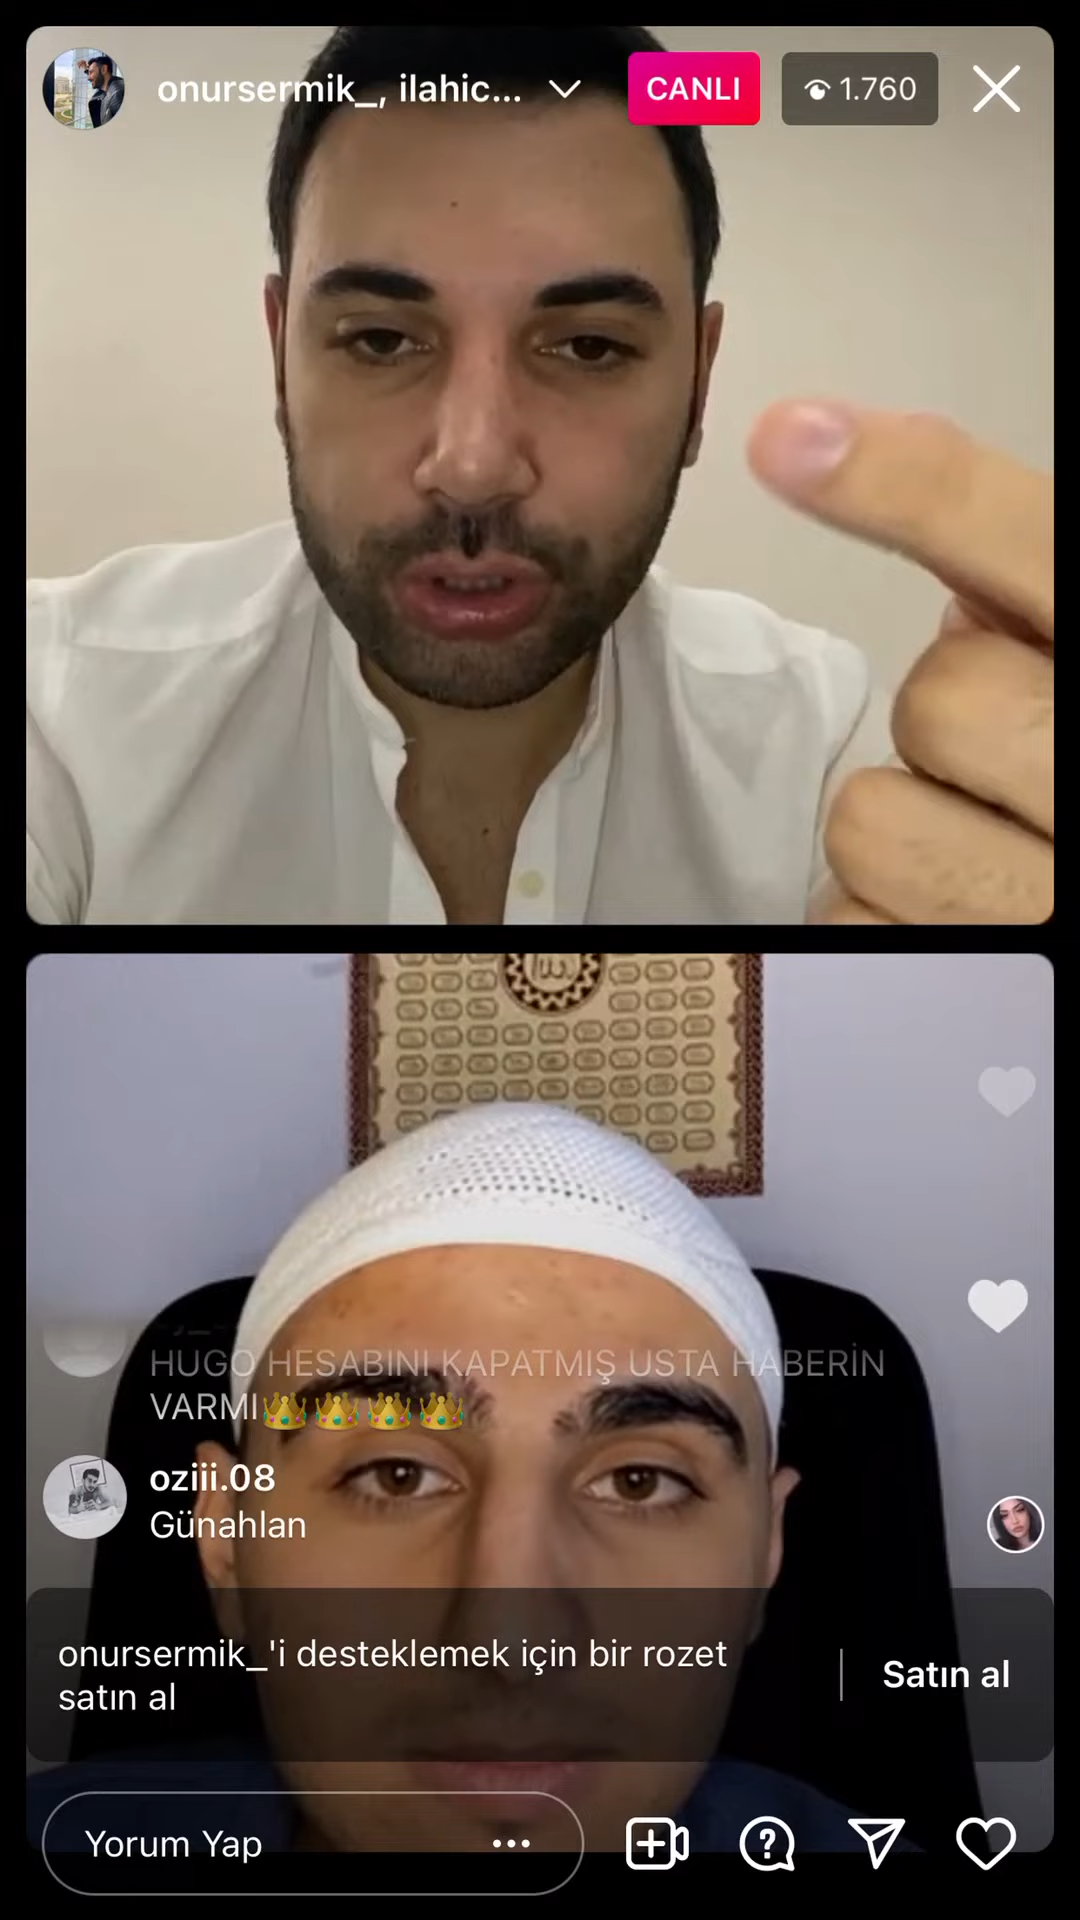 onursermik_, ilahic...
CANLI
1.760
HUGO HESABINI KAPATMIŞ USTA HABERİN
VARMI👑👑👑👑
oziii.08
Günahlan
onursermik_'i desteklemek için bir rozet
satın al
Satın al
Yorum Yap